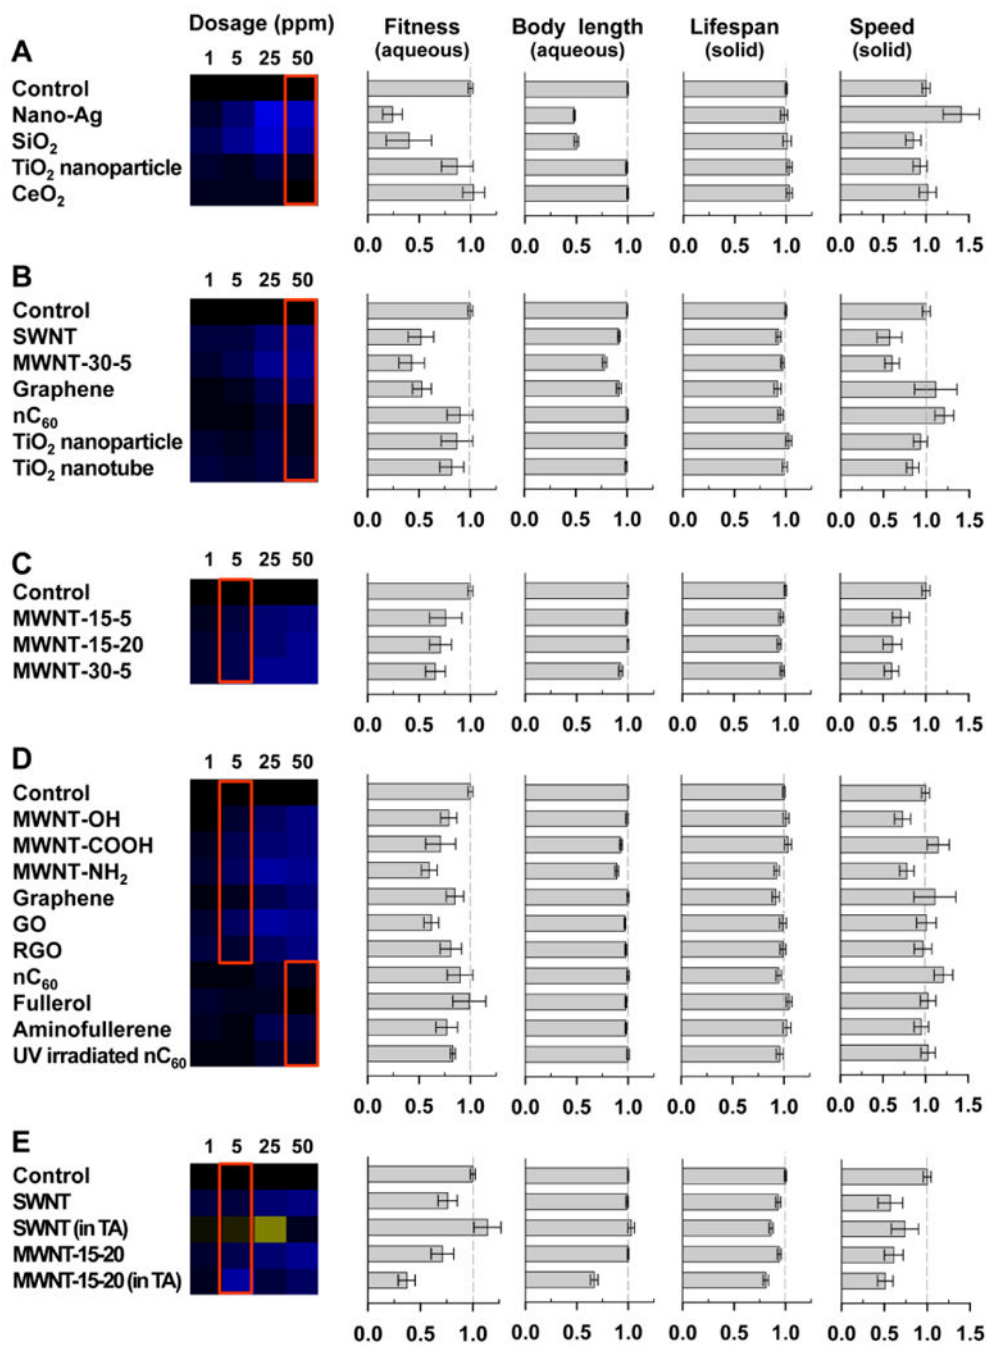 Dosage (ppm) Fitness Body length Lifespan Speed
(aqueous) (aqueous) (solid) (solid)
A 1 5 25 50
Control
Nano-Ag
SiO2
TiO2 nanoparticle
CeO2
0.0 0.5 1.0 0.0 0.5 1.0 0.0 0.5 1.0 0.0 0.5 1.0 1.5
B 1 5 25 50
Control
SWNT
MWNT-30-5
Graphene
nC60
TiO2 nanoparticle
TiO2 nanotube
0.0 0.5 1.0 0.0 0.5 1.0 0.0 0.5 1.0 0.0 0.5 1.0 1.5
C 1 5 25 50
Control
MWNT-15-5
MWNT-15-20
MWNT-30-5
0.0 0.5 1.0 0.0 0.5 1.0 0.0 0.5 1.0 0.0 0.5 1.0 1.5
D 1 5 25 50
Control
MWNT-OH
MWNT-COOH
MWNT-NH2
Graphene
GO
RGO
nC60
Fullerol
Aminofullerene
UV irradiated nC60
0.0 0.5 1.0 0.0 0.5 1.0 0.0 0.5 1.0 0.0 0.5 1.0 1.5
E 1 5 25 50
Control
SWNT
SWNT (in TA)
MWNT-15-20
MWNT-15-20 (in TA)
0.0 0.5 1.0 0.0 0.5 1.0 0.0 0.5 1.0 0.0 0.5 1.0 1.5